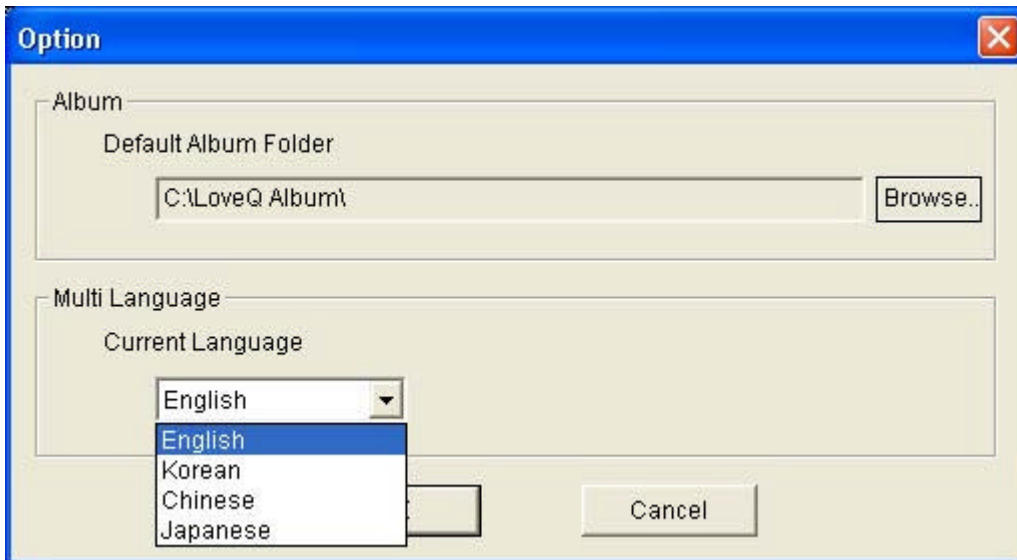 Option
Album
Default Album Folder
C:\LoveQ Album\
Browse..
Multi Language
Current Language
English
English
Korean
Chinese
Japanese
Cancel